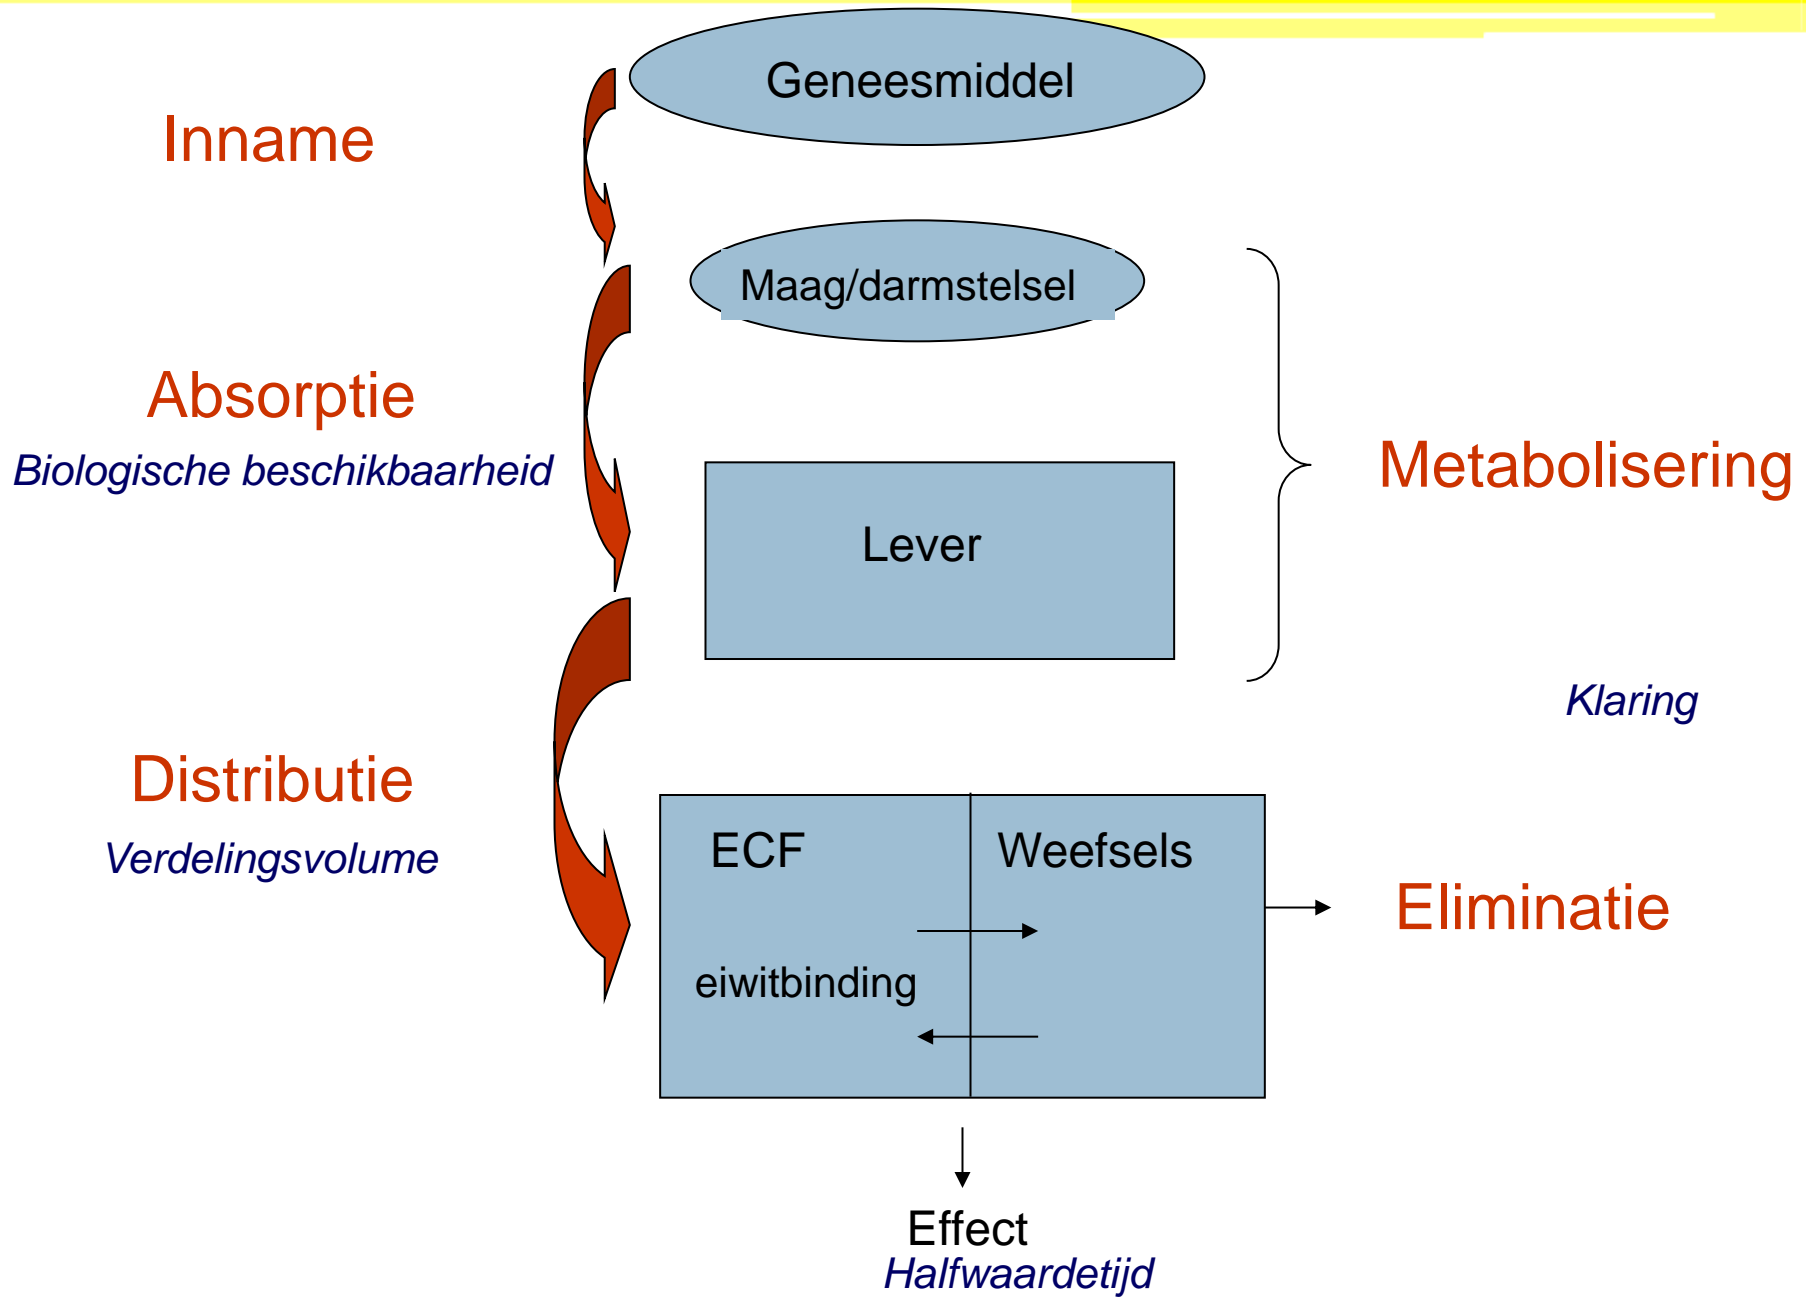 Geneesmiddel
Inname
Maag/darmstelsel
Absorptie
Biologische beschikbaarheid
Metabolisering
Lever
Klaring
Distributie
Verdelingsvolume
ECF
Weefsels
Eliminatie
eiwitbinding
Effect
Halfwaardetijd